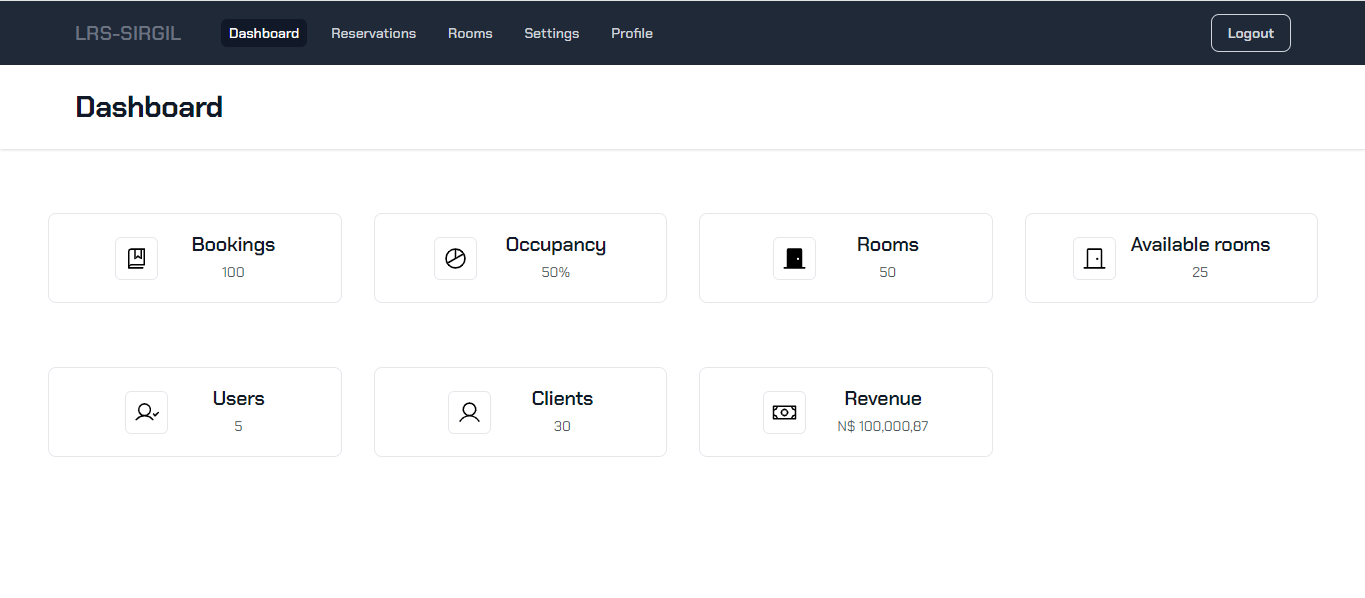 LRS-SIRGIL Dashboard Reservations Rooms Settings Profile Logout
Dashboard
Bookings
100
Occupancy
50%
Rooms
50
Available rooms
25
Users
5
Clients
30
Revenue
N$ 100,000,87